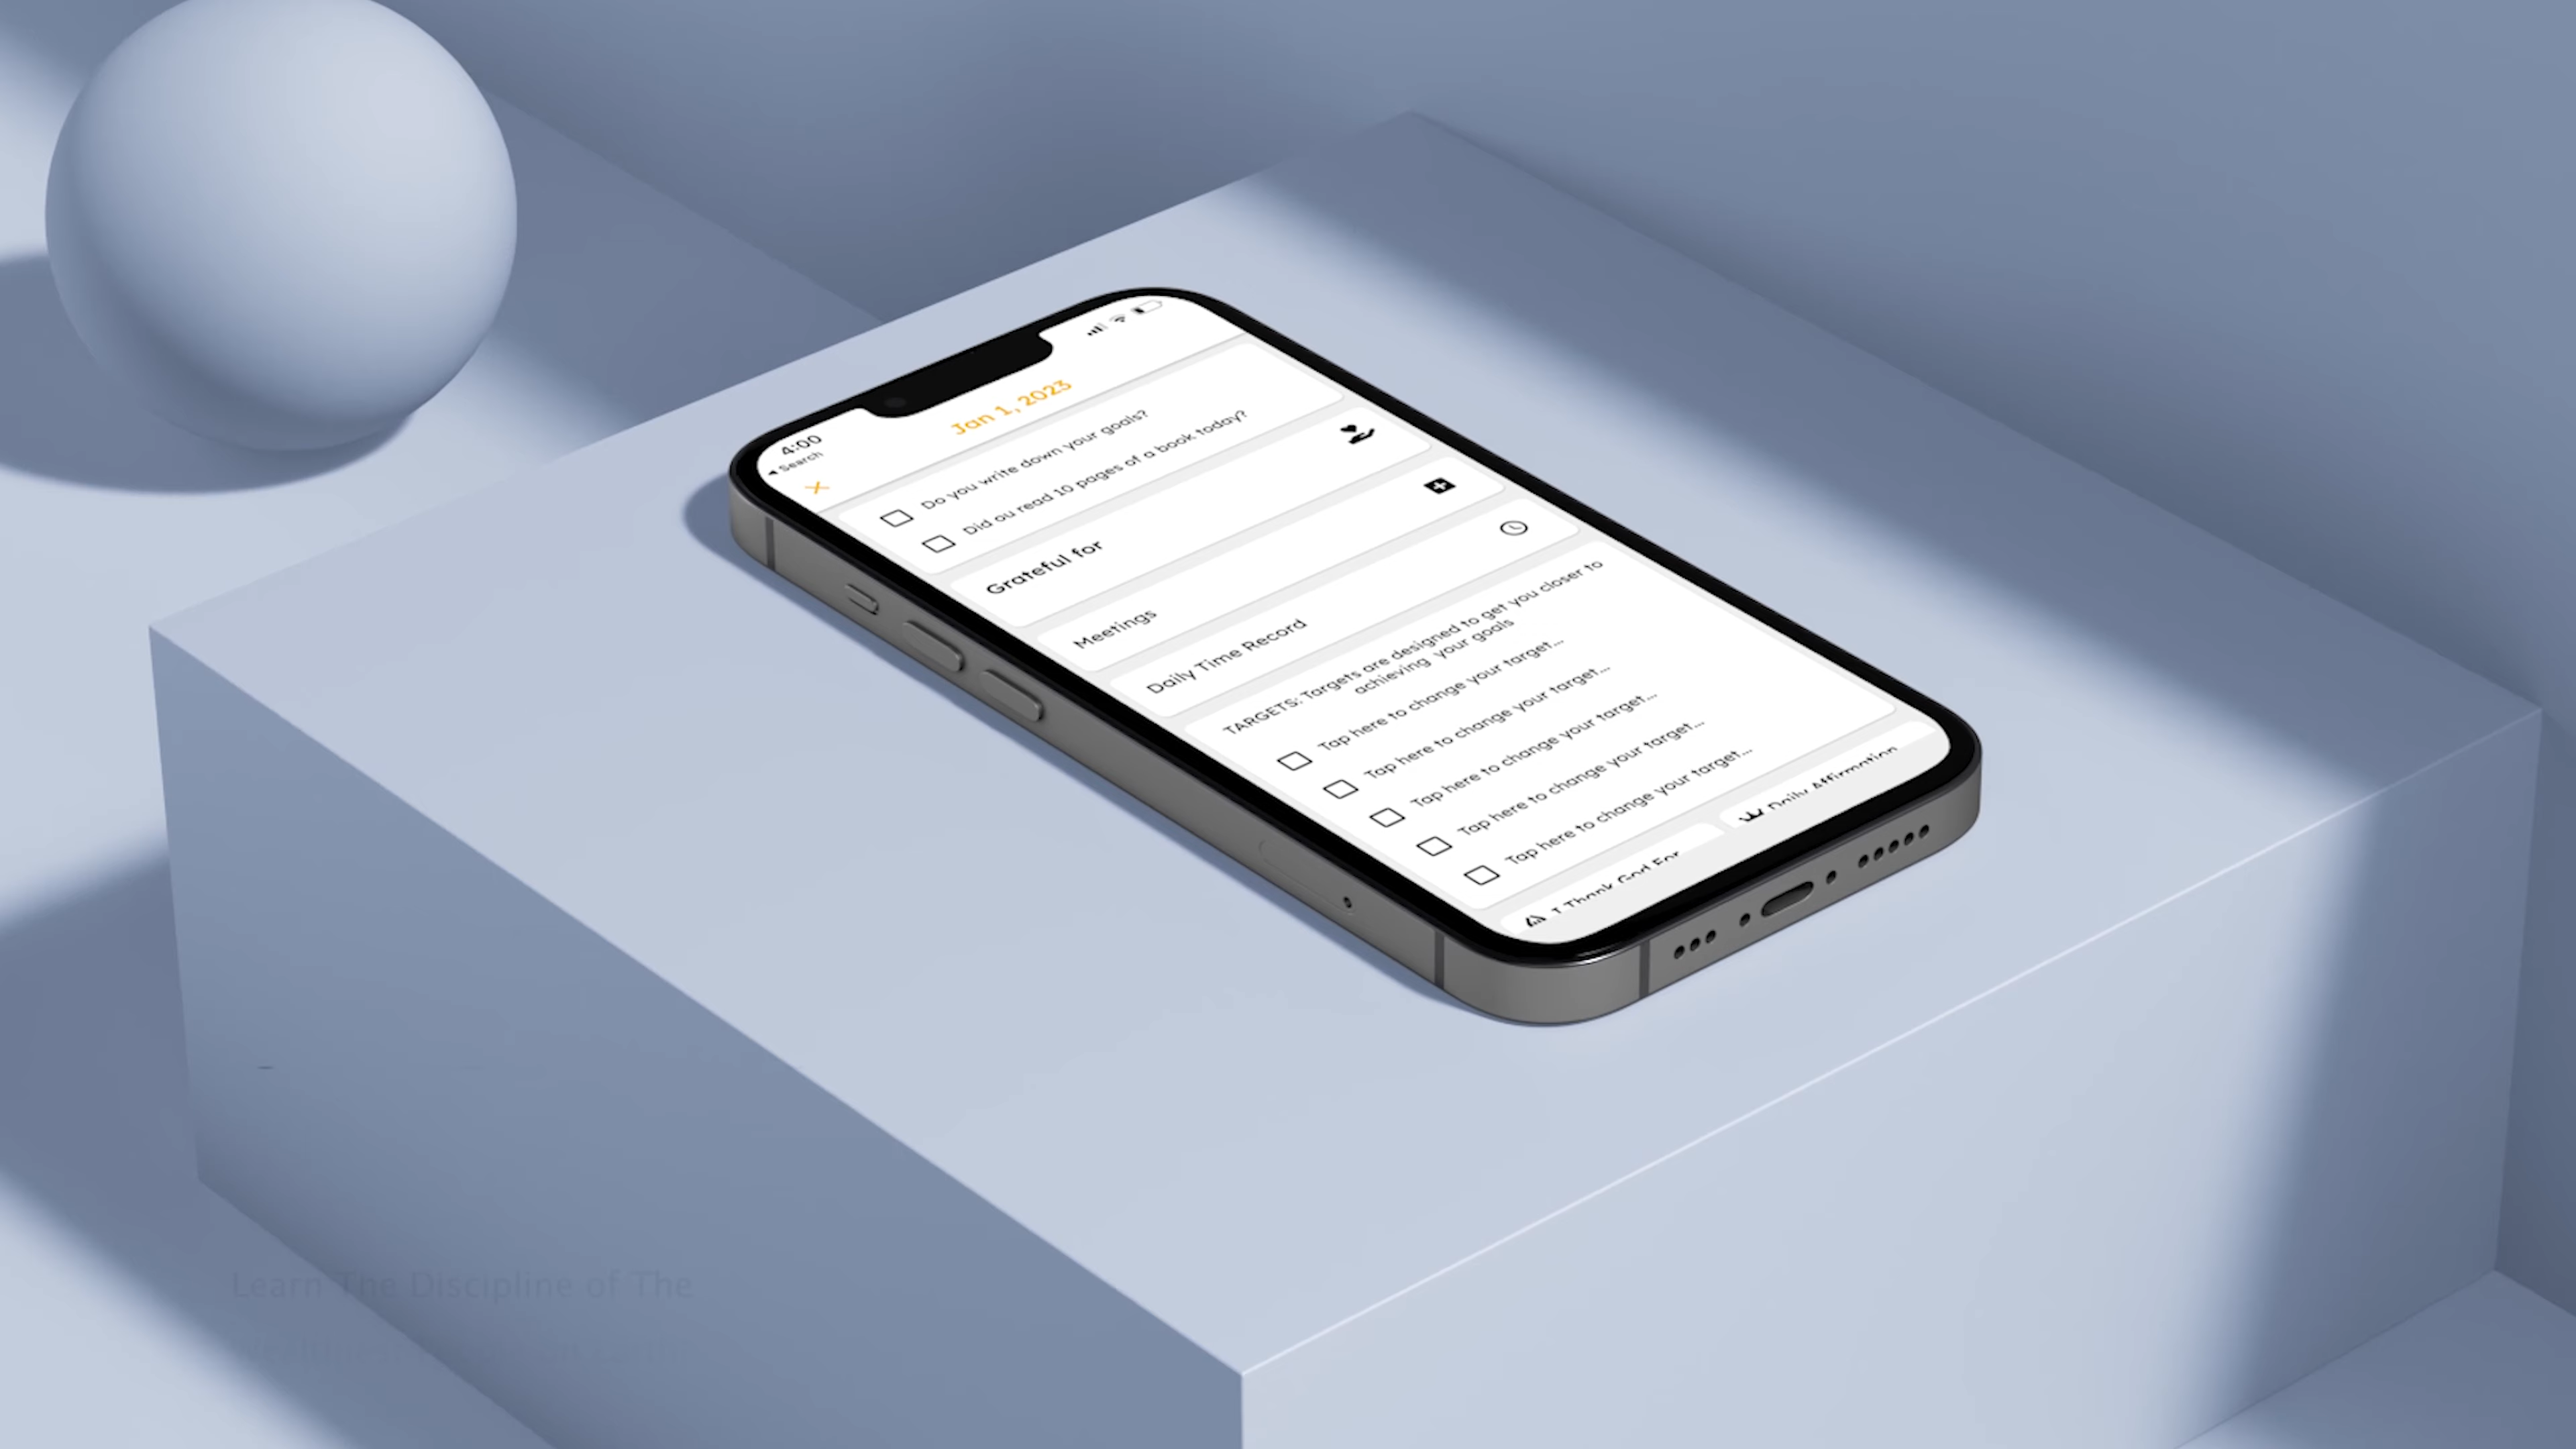 4:00
Search
Jan 1, 2023
Do you write down your goals?
Did ou read 10 pages of a book today?
Grateful for
Meetings
Daily Time Record
TARGETS: Targets are designed to get you closer to
achieving your goals
Tap here to change your target...
Tap here to change your target...
Tap here to change your target...
Tap here to change your target...
Tap here to change your target...
I Thank God For
Daily Affirmation
Learn The Discipline of The